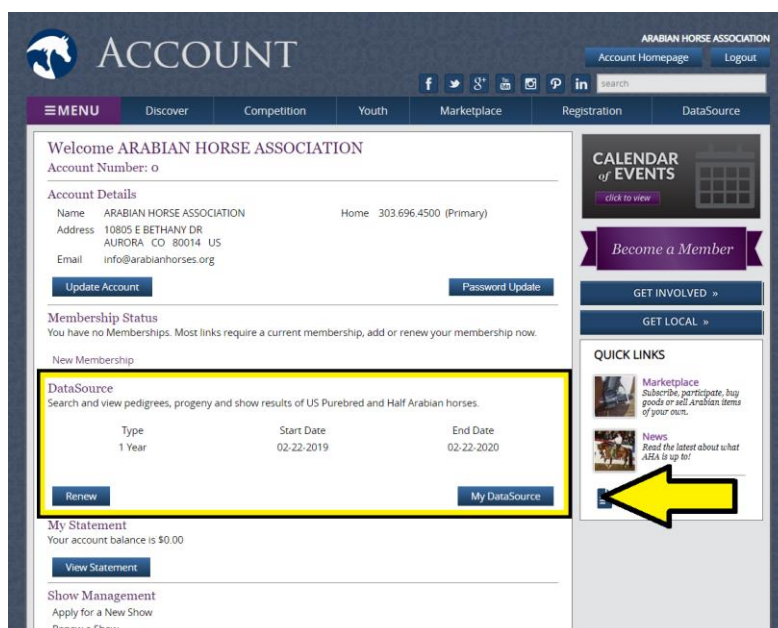 ACCOUNT
ARABIAN HORSE ASSOCIATION
Account Homepage Logout
search
≡MENU Discover Competition Youth Marketplace Registration DataSource
Welcome ARABIAN HORSE ASSOCIATION
Account Number: 0
Account Details
Name ARABIAN HORSE ASSOCIATION Home 303.696.4500 (Primary)
Address 10805 E BETHANY DR
AURORA CO 80014 US
Email info@arabianhorses.org
Update Account Password Update
Membership Status
You have no Memberships. Most links require a current membership, add or renew your membership now.
New Membership
DataSource
Search and view pedigrees, progeny and show results of US Purebred and Half Arabian horses.
Type Start Date End Date
1 Year 02-22-2019 02-22-2020
Renew My DataSource
My Statement
Your account balance is $0.00
View Statement
Show Management
Apply for a New Show
Renew a Show
CALENDAR
of EVENTS
click to view
Become a Member
GET INVOLVED »
GET LOCAL »
QUICK LINKS
Marketplace
Subscribe, participate, buy
goods or sell Arabian items
of your own.
News
Read the latest about what
AHA is up to!